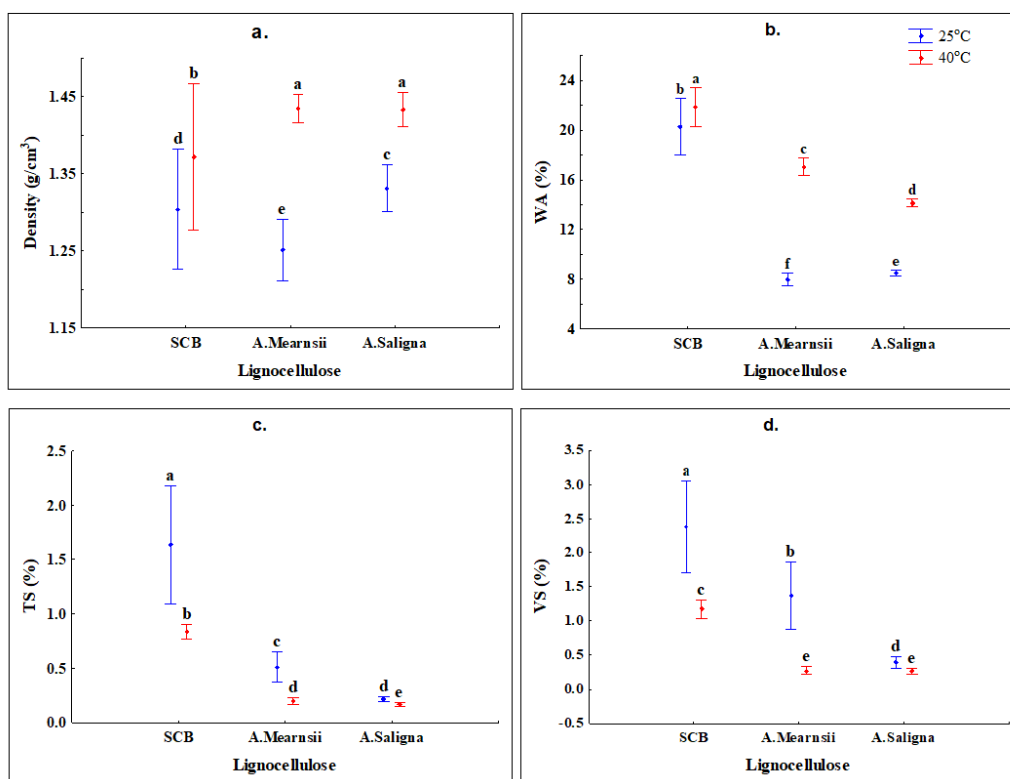 a.
Density (g/cm³)
1.45
1.35
1.25
1.15
d
b
e
a
c
a
SCB
A.Mearnsii
A.Saligna
Lignocellulose
b.
25°C
40°C
WA (%)
24
20
16
12
8
4
b
a
f
c
e
d
SCB
A.Mearnsii
A.Saligna
Lignocellulose
c.
TS (%)
2.5
2.0
1.5
1.0
0.5
0.0
a
b
c
d
d
e
SCB
A.Mearnsii
A.Saligna
Lignocellulose
d.
VS (%)
3.5
3.0
2.5
2.0
1.5
1.0
0.5
0.0
-0.5
a
c
b
e
d
e
SCB
A.Mearnsii
A.Saligna
Lignocellulose